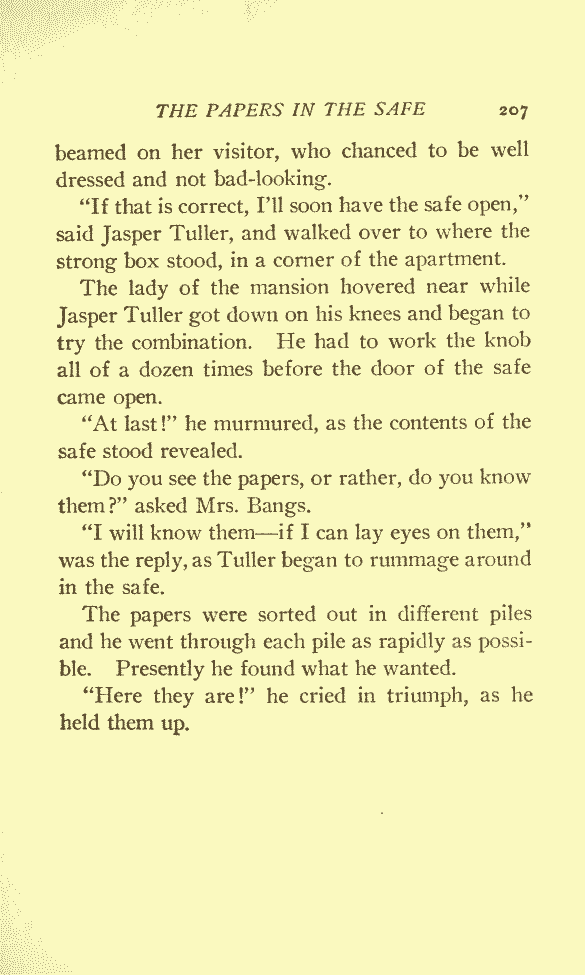 THE PAPERS IN THE SAFE 207
beamed on her visitor, who chanced to be well
dressed and not bad-looking.
“If that is correct, I’ll soon have the safe open,”
said Jasper Tuller, and walked over to where the
strong box stood, in a corner of the apartment.
The lady of the mansion hovered near while
Jasper Tuller got down on his knees and began to
try the combination. He had to work the knob
all of a dozen times before the door of the safe
came open.
“At last!” he murmured, as the contents of the
safe stood revealed.
“Do you see the papers, or rather, do you know
them?” asked Mrs. Bangs.
“I will know them—if I can lay eyes on them,”
was the reply, as Tuller began to rummage around
in the safe.
The papers were sorted out in different piles
and he went through each pile as rapidly as possi-
ble. Presently he found what he wanted.
“Here they are!” he cried in triumph, as he
held them up.